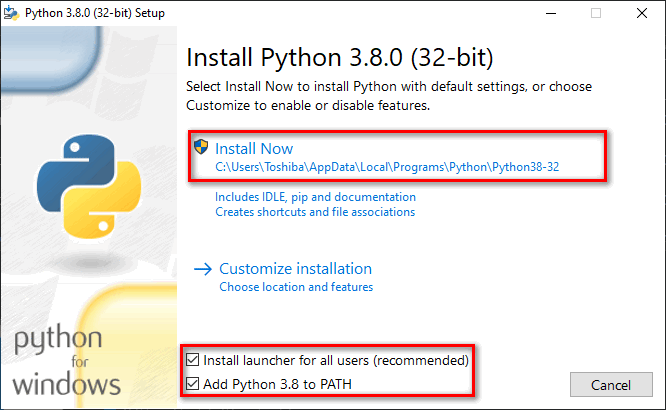 Python 3.8.0 (32-bit) Setup
Install Python 3.8.0 (32-bit)
Select Install Now to install Python with default settings, or choose
Customize to enable or disable features.
Install Now
C:\Users\Toshiba\AppData\Local\Programs\Python\Python38-32
Includes IDLE, pip and documentation
Creates shortcuts and file associations
Customize installation
Choose location and features
python
for
windows
Install launcher for all users (recommended)
Add Python 3.8 to PATH
Cancel